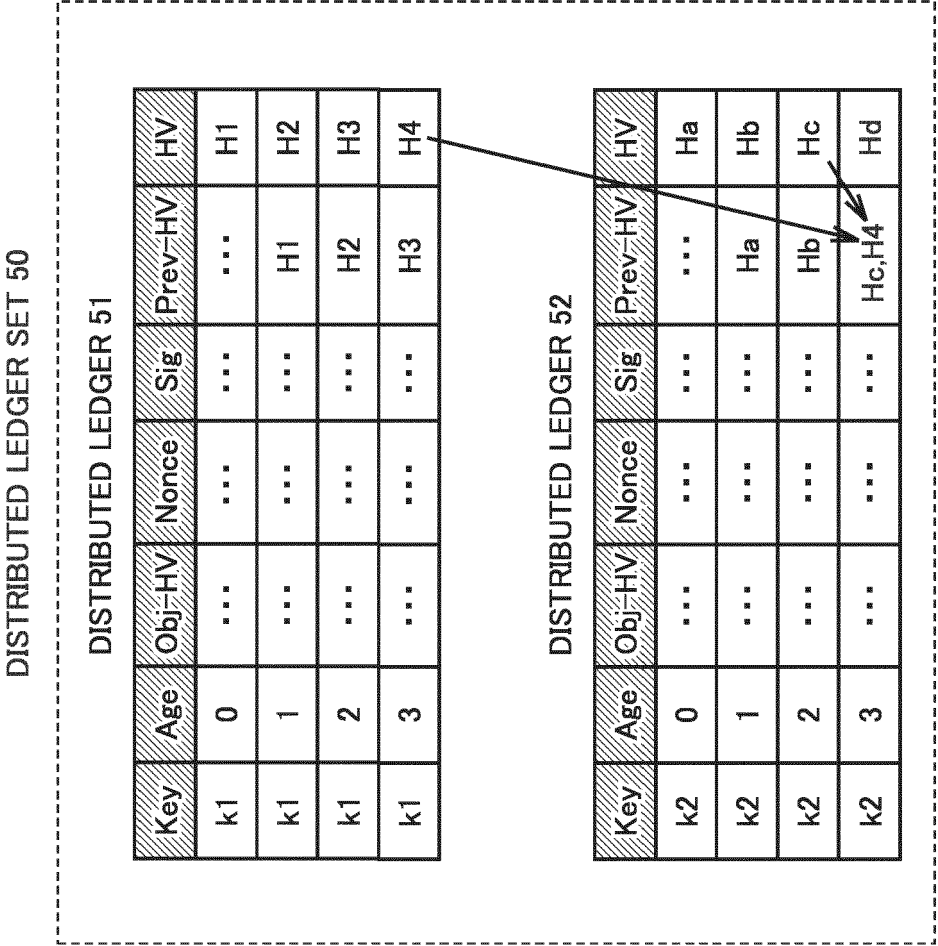 DISTRIBUTED LEDGER SET 50
DISTRIBUTED LEDGER 51
Key Age Obj-HV Nonce Sig Prev-HV HV
k1 0 ... ... ... ... H1
k1 1 ... ... ... H1 H2
k1 2 ... ... ... H2 H3
k1 3 ... ... ... H3 H4
DISTRIBUTED LEDGER 52
Key Age Obj-HV Nonce Sig Prev-HV HV
k2 0 ... ... ... ... Ha
k2 1 ... ... ... Ha Hb
k2 2 ... ... ... Hb Hc
k2 3 ... ... ... Hc,H4 Hd